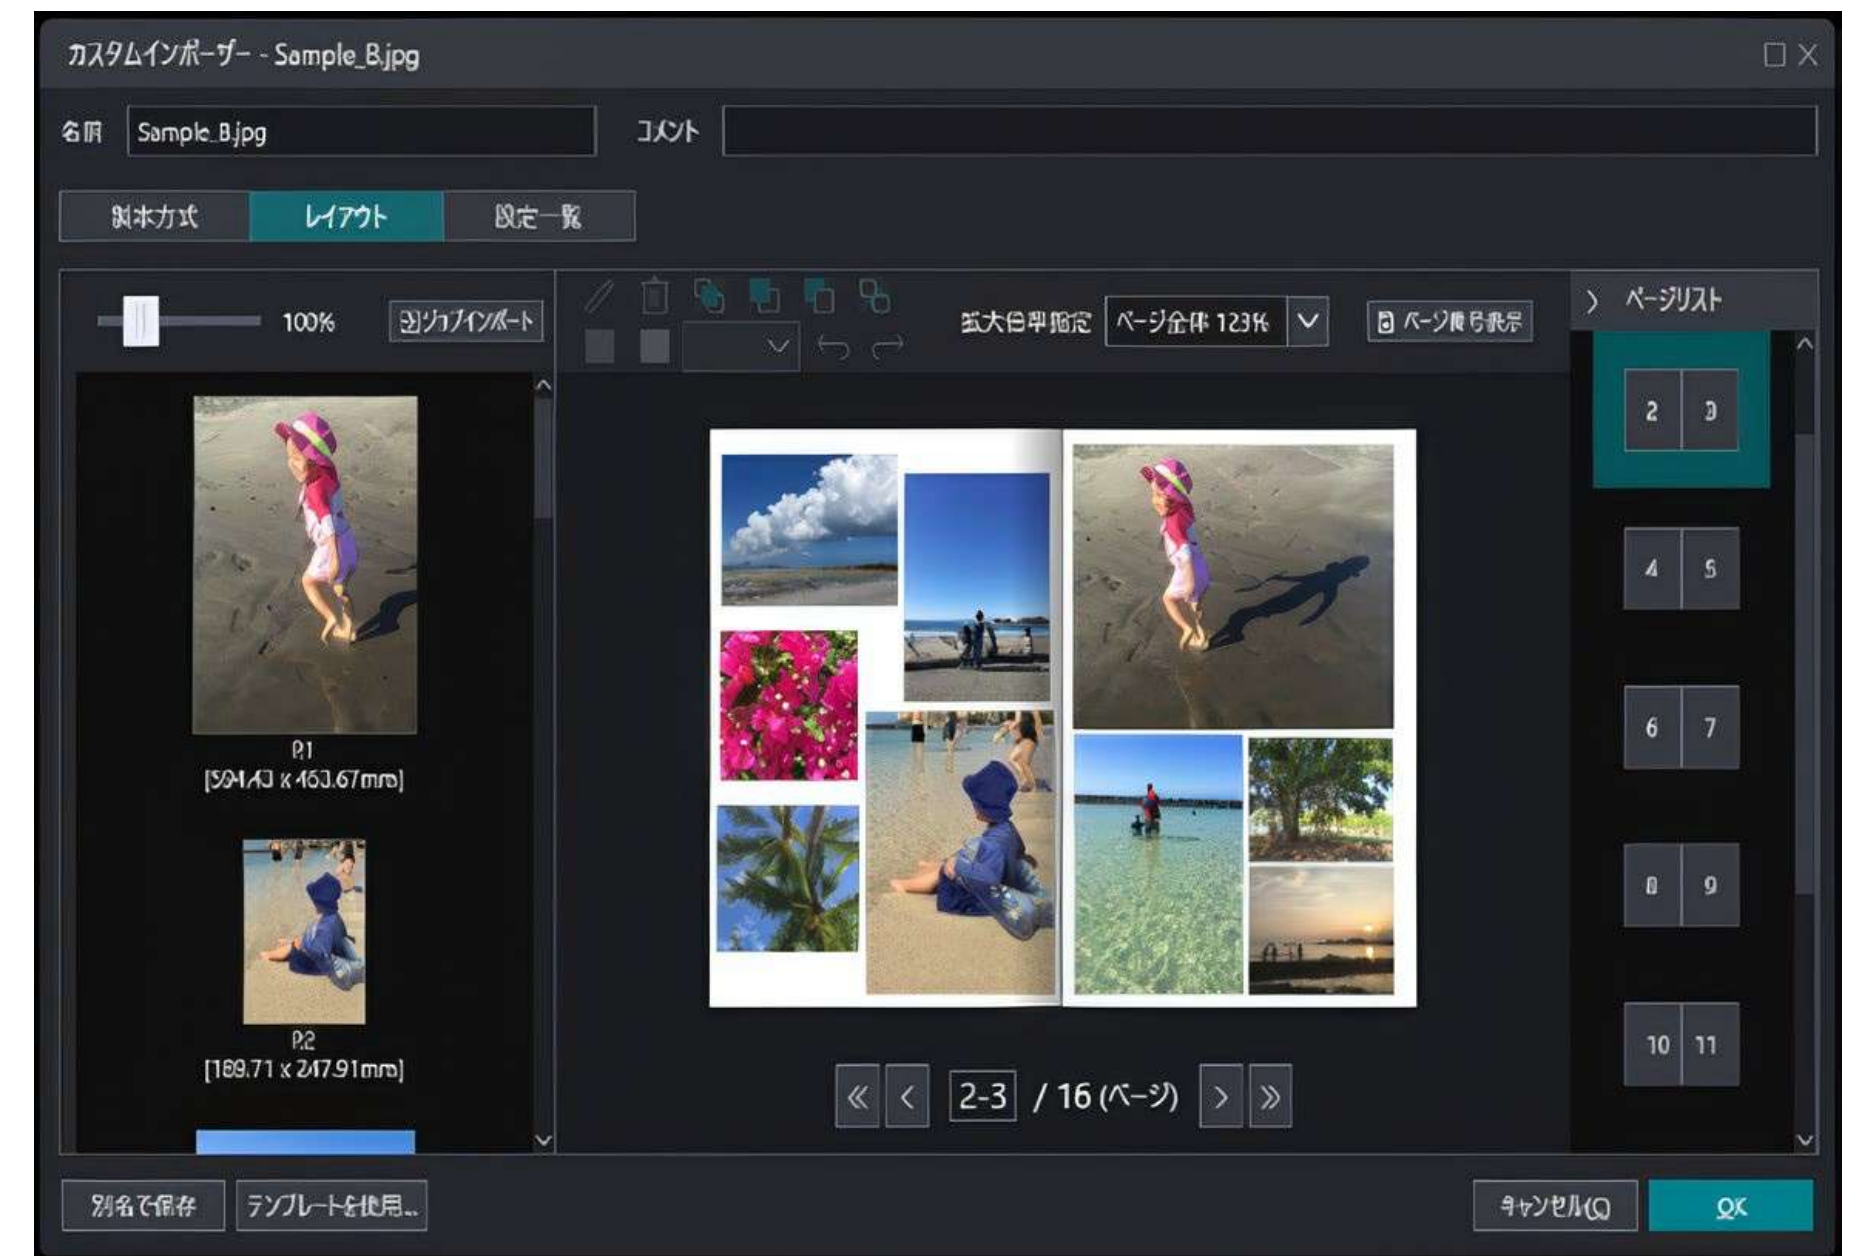 カスタムインポーザー - Sample_B.jpg
名前 Sample_B.jpg コメント
製本方式 レイアウト 設定一覧
100% ジョブインポート 拡大倍率指定 ページ全体 123% ページ番号表示 ページリスト
2 3
4 5
6 7
P.1
8 9
P.2
[189.71 x 247.91mm]
10 11
2-3 / 16 (ページ)
別名で保存 テンプレートを使用... キャンセル(C) OK